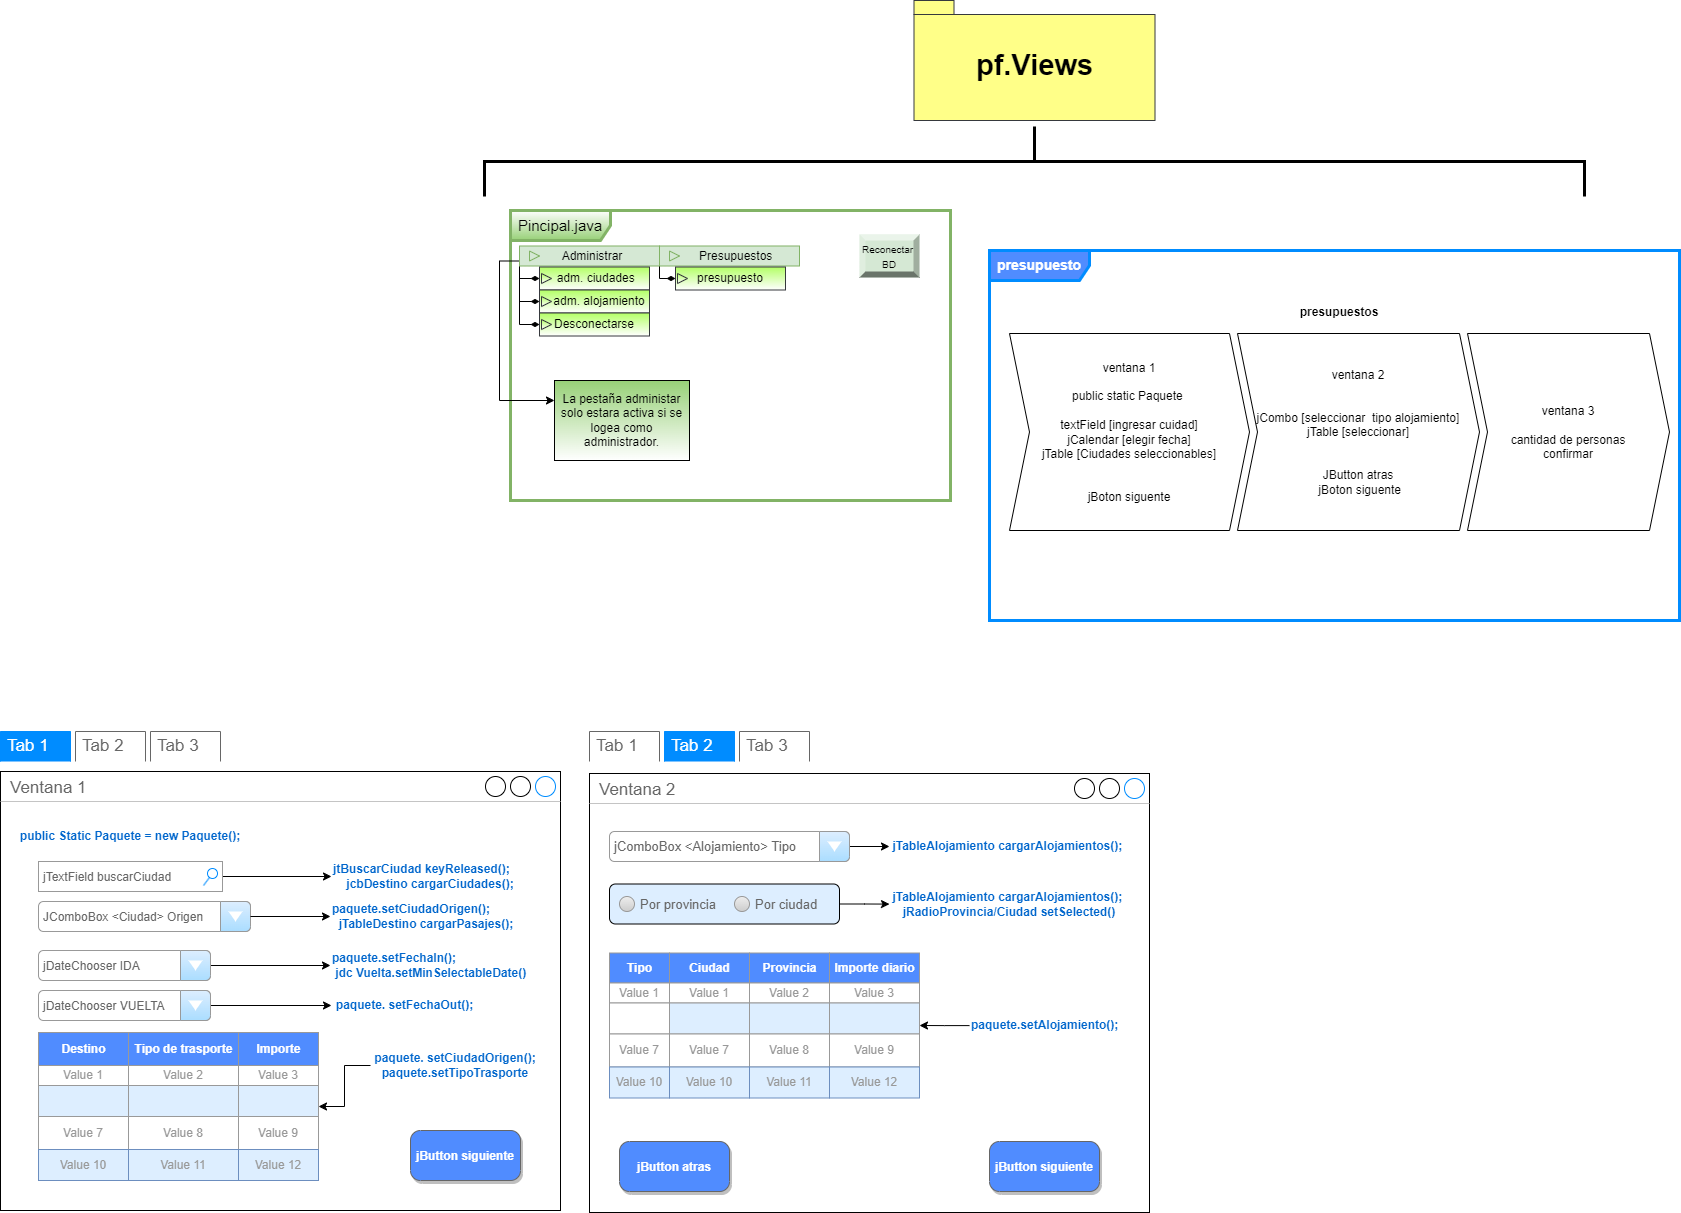 pf.Views
Pincipal.java
Administrar
Presupuestos
adm. ciudades
presupuesto
adm. alojamiento
Desconectarse
Reconectar
BD
La pestaña administar
solo estara activa si se
logea como
administrador.
presupuesto
presupuestos
ventana 1
public static Paquete
textField [ingresar cuidad]
jCalendar [elegir fecha]
jTable [Ciudades seleccionables]
jBoton siguente
ventana 2
jCombo [seleccionar tipo alojamiento]
jTable [seleccionar]
JButton atras
jBoton siguente
ventana 3
cantidad de personas
confirmar
Tab 1
Tab 2
Tab 3
Ventana 1
public Static Paquete = new Paquete();
jTextField buscarCiudad
jtBuscarCiudad keyReleased();
jcbDestino cargarCiudades();
JComboBox <Ciudad> Origen
paquete.setCiudadOrigen();
jTableDestino cargarPasajes();
jDateChooser IDA
paquete.setFechaIn();
jdc Vuelta.setMinSelectableDate()
jDateChooser VUELTA
paquete. setFechaOut();
Destino Tipo de trasporte Importe
Value 1 Value 2 Value 3
Value 7 Value 8 Value 9
Value 10 Value 11 Value 12
paquete. setCiudadOrigen();
paquete.setTipoTrasporte
jButton siguiente
Tab 1
Tab 2
Tab 3
Ventana 2
jComboBox <Alojamiento> Tipo
jTableAlojamiento cargarAlojamientos();
Por provincia
Por ciudad
jTableAlojamiento cargarAlojamientos();
jRadioProvincia/Ciudad setSelected()
Tipo Ciudad Provincia Importe diario
Value 1 Value 1 Value 2 Value 3
Value 7 Value 7 Value 8 Value 9
Value 10 Value 10 Value 11 Value 12
paquete.setAlojamiento();
jButton atras
jButton siguiente